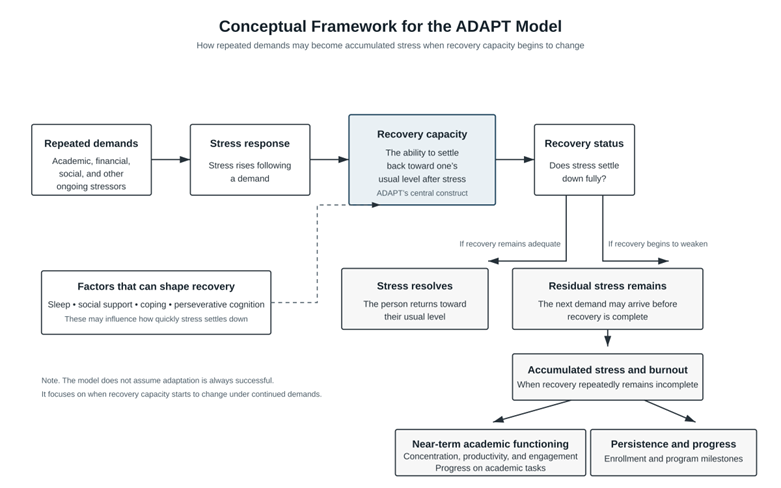 Conceptual Framework for the ADAPT Model
How repeated demands may become accumulated stress when recovery capacity begins to change
Repeated demands
Academic, financial,
social, and other
ongoing stressors
Stress response
Stress rises following
a demand
Recovery capacity
The ability to settle
back toward one's
usual level after stress
ADAPT's central construct
Recovery status
Does stress settle
down fully?
If recovery remains adequate
If recovery begins to weaken
Factors that can shape recovery
Sleep • social support • coping • perseverative cognition
These may influence how quickly stress settles down
Stress resolves
The person returns toward
their usual level
Residual stress remains
The next demand may arrive before
recovery is complete
Accumulated stress and burnout
When recovery repeatedly remains incomplete
Note. The model does not assume adaptation is always successful.
It focuses on when recovery capacity starts to change under continued demands.
Near-term academic functioning
Concentration, productivity, and engagement
Progress on academic tasks
Persistence and progress
Enrollment and program milestones